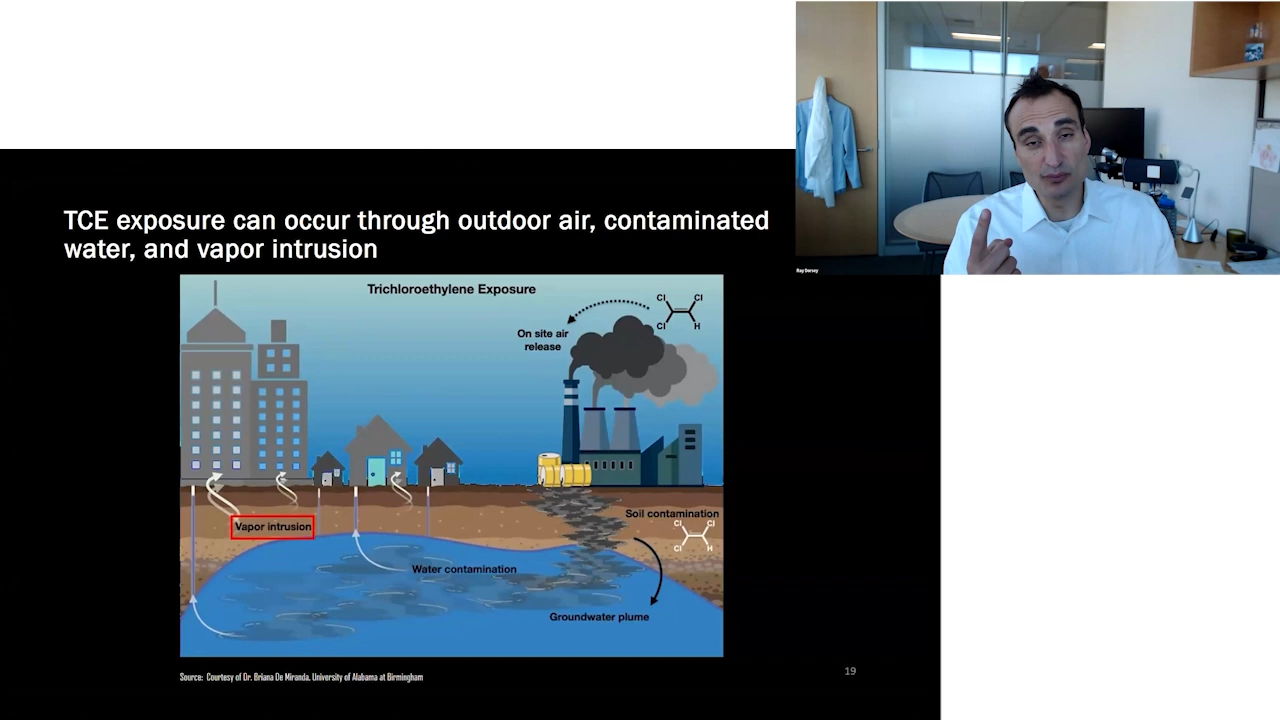 Ray Dorsey
TCE exposure can occur through outdoor air, contaminated
water, and vapor intrusion
Trichloroethylene Exposure
Cl Cl
Cl H
On site air
release
Soil contamination
Cl Cl
Cl H
Vapor intrusion
Water contamination
Groundwater plume
Source: Courtesy of Dr. Briana De Miranda, University of Alabama at Birmingham
19